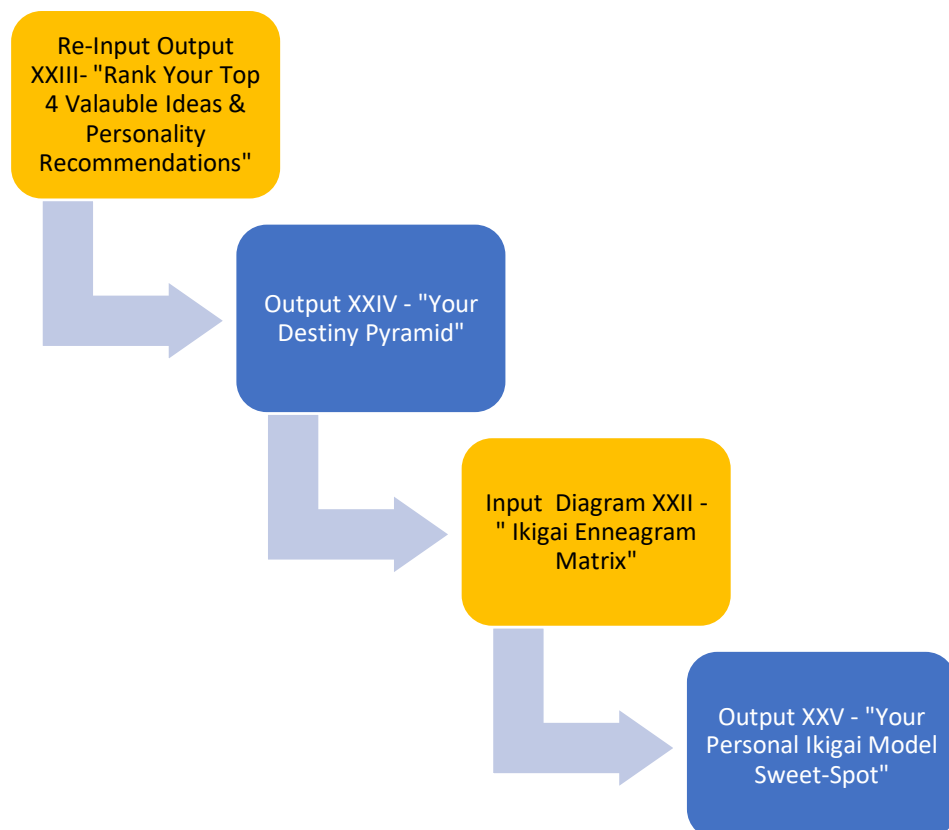 Re-Input Output
XXIII- "Rank Your Top
4 Valauble Ideas &
Personality
Recommendations"
Output XXIV - "Your
Destiny Pyramid"
Input  Diagram XXII -
" Ikigai Enneagram
Matrix"
Output XXV - "Your
Personal Ikigai Model
Sweet-Spot"